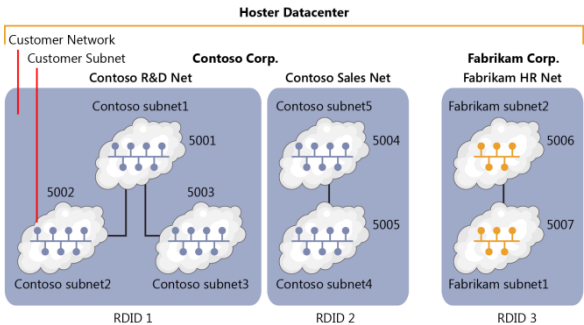 Hoster Datacenter
Customer Network
Customer Subnet
Contoso Corp.
Fabrikam Corp.
Contoso R&D Net
Contoso Sales Net
Fabrikam HR Net
Contoso subnet1
Contoso subnet5
Fabrikam subnet2
5001
5004
5006
5002
5003
5005
5007
Contoso subnet2
Contoso subnet3
Contoso subnet4
Fabrikam subnet1
RDID 1
RDID 2
RDID 3